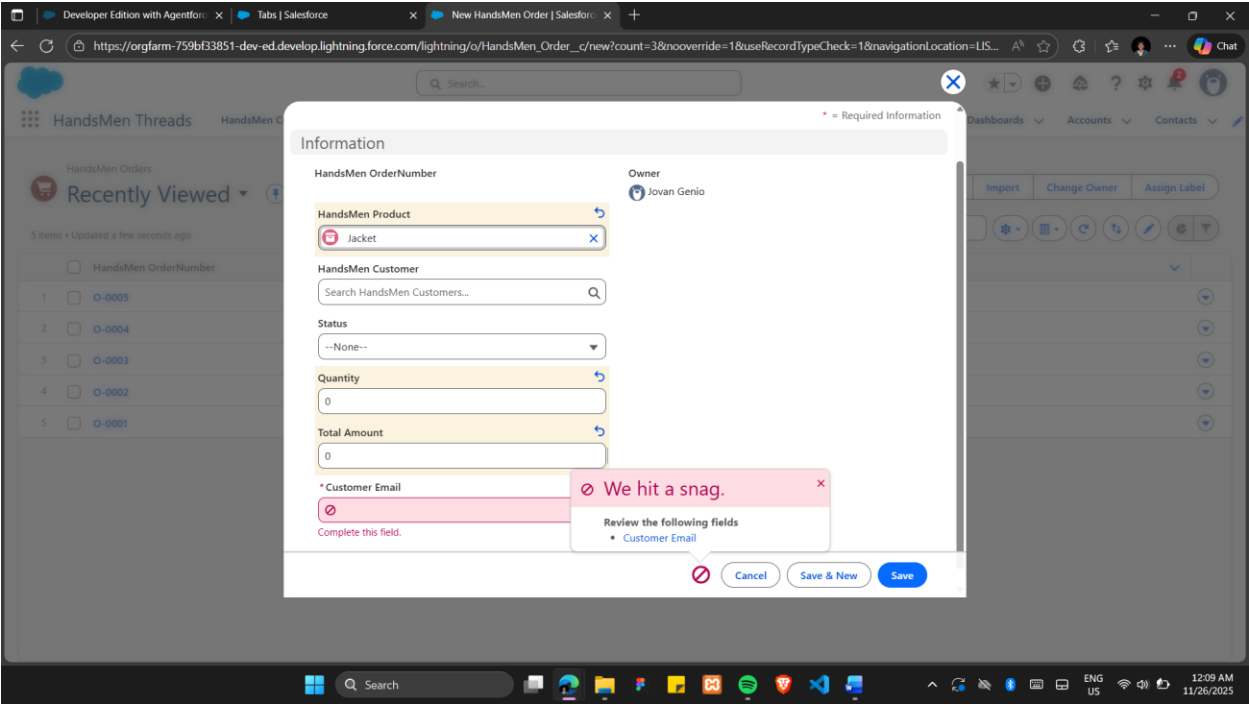 Developer Edition with Agentforc
Tabs | Salesforce
New HandsMen Order | Salesforc
https://orgfarm-759bf33851-dev-ed.develop.lightning.force.com/lightning/o/HandsMen_Order__c/new?count=3&nooverride=1&useRecordTypeCheck=1&navigationLocation=LIS...
Chat
Search...
2
HandsMen Threads
HandsMen C
Dashboards
Accounts
Contacts
* = Required Information
Information
HandsMen Orders
Recently Viewed
Import
Change Owner
Assign Label
5 items • Updated a few seconds ago
HandsMen OrderNumber
1 O-0005
2 O-0004
3 O-0003
4 O-0002
5 O-0001
HandsMen OrderNumber
Owner
Jovan Genio
HandsMen Product
Jacket
HandsMen Customer
Search HandsMen Customers...
Status
--None--
Quantity
0
Total Amount
0
*Customer Email
Complete this field.
We hit a snag.
Review the following fields
• Customer Email
Cancel
Save & New
Save
Search
ENG
US
12:09 AM
11/26/2025